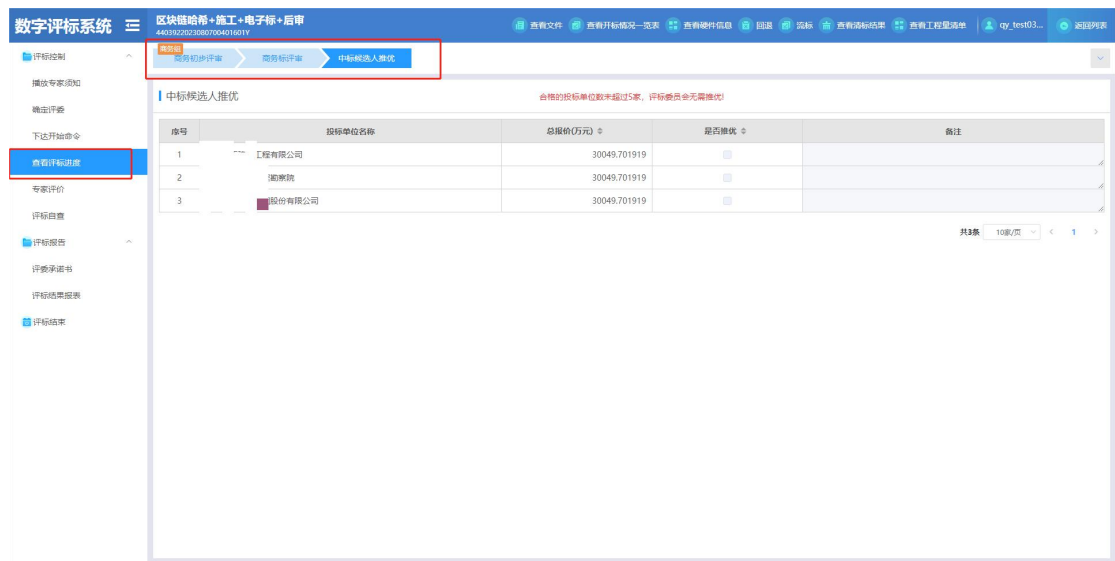 数字评标系统
区块链哈希+施工+电子标+后审
4403922023080700401601Y
查看文件 查看开标情况一览表 查看硬件信息 回退 流标 查看清标结果 查看工程量清单 qy_test03... 返回列表
评标控制
播放专家须知
确定评委
下达开始命令
查看评标进度
专家评价
评标自查
评标报告
评委承诺书
评标结果报表
评标结束
商务组
商务初步评审 商务标评审 中标候选人推优
中标候选人推优 合格的投标单位数未超过5家，评标委员会无需推优!
序号 投标单位名称 总报价(万元) 是否推优 备注
1 工程有限公司 30049.701919
2 勘察院 30049.701919
3 股份有限公司 30049.701919
共3条 10家/页 < 1 >